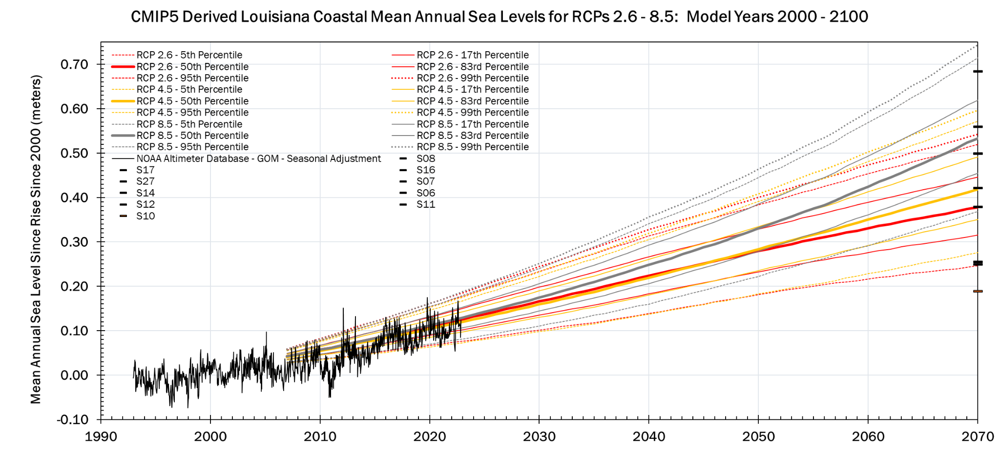 CMIP5 Derived Louisiana Coastal Mean Annual Sea Levels for RCPs 2.6 - 8.5:  Model Years 2000 - 2100
Mean Annual Sea Level Since Rise Since 2000 (meters)
0.70
0.60
0.50
0.40
0.30
0.20
0.10
0.00
-0.10
RCP 2.6 - 5th Percentile
RCP 2.6 - 17th Percentile
RCP 2.6 - 50th Percentile
RCP 2.6 - 83rd Percentile
RCP 2.6 - 95th Percentile
RCP 2.6 - 99th Percentile
RCP 4.5 - 5th Percentile
RCP 4.5 - 17th Percentile
RCP 4.5 - 50th Percentile
RCP 4.5 - 83rd Percentile
RCP 4.5 - 95th Percentile
RCP 4.5 - 99th Percentile
RCP 8.5 - 5th Percentile
RCP 8.5 - 17th Percentile
RCP 8.5 - 50th Percentile
RCP 8.5 - 83rd Percentile
RCP 8.5 - 95th Percentile
RCP 8.5 - 99th Percentile
NOAA Altimeter Database - GOM - Seasonal Adjustment
S08
S17
S16
S27
S07
S14
S06
S12
S11
S10
1990 2000 2010 2020 2030 2040 2050 2060 2070